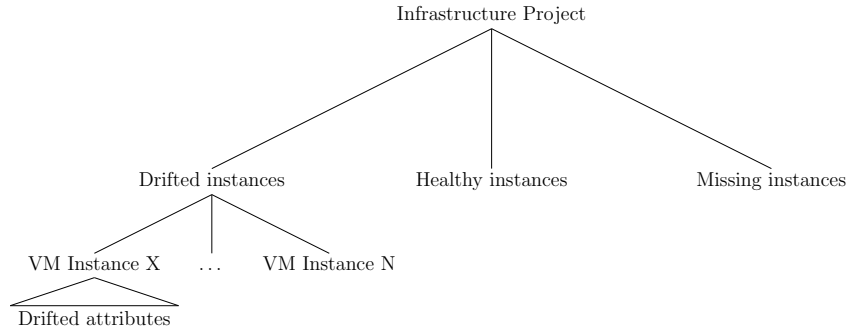 Infrastructure Project
Drifted instances Healthy instances Missing instances
VM Instance X ... VM Instance N
Drifted attributes